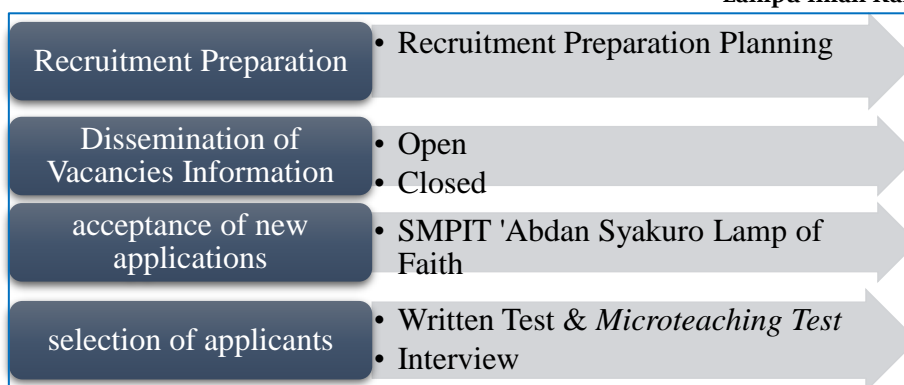 Recruitment Preparation
• Recruitment Preparation Planning
Dissemination of
Vacancies Information
• Open
• Closed
acceptance of new
applications
• SMPIT 'Abdan Syakuro Lamp of
Faith
selection of applicants
• Written Test & Microteaching Test
• Interview